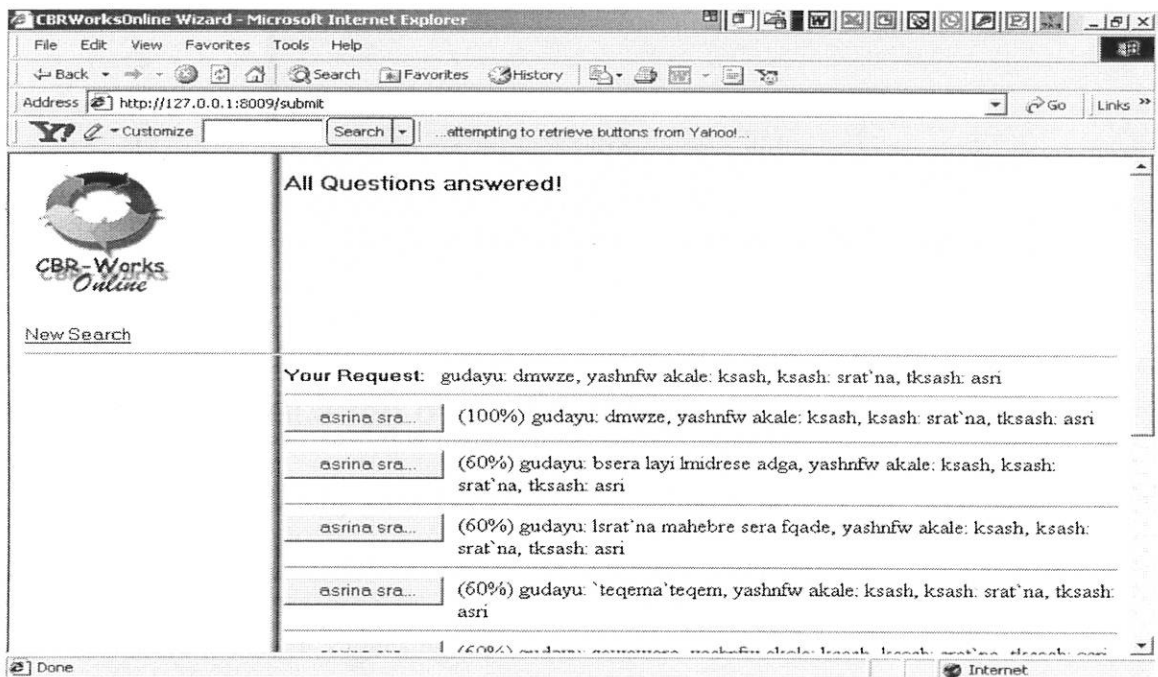 CBRWorksOnline Wizard - Microsoft Internet Explorer
File Edit View Favorites Tools Help
Back Search Favorites History
Address http://127.0.0.1:8009/submit Go Links »
Y! Customize Search ...attempting to retrieve buttons from Yahoo!...
CBR-Works
Online
New Search
All Questions answered!
Your Request: gudayu: dmwze, yashnfw akale: ksash, ksash: srat`na, tksash: asri
asrina sra... (100%) gudayu: dmwze, yashnfw akale: ksash, ksash: srat`na, tksash: asri
asrina sra... (60%) gudayu: bsera layi lmidrese adga, yashnfw akale: ksash, ksash:
srat`na, tksash: asri
asrina sra... (60%) gudayu: lsrat`na mahebre sera fqade, yashnfw akale: ksash, ksash:
srat`na, tksash: asri
asrina sra... (60%) gudayu: `teqema`teqem, yashnfw akale: ksash, ksash: srat`na, tksash:
asri
Done Internet